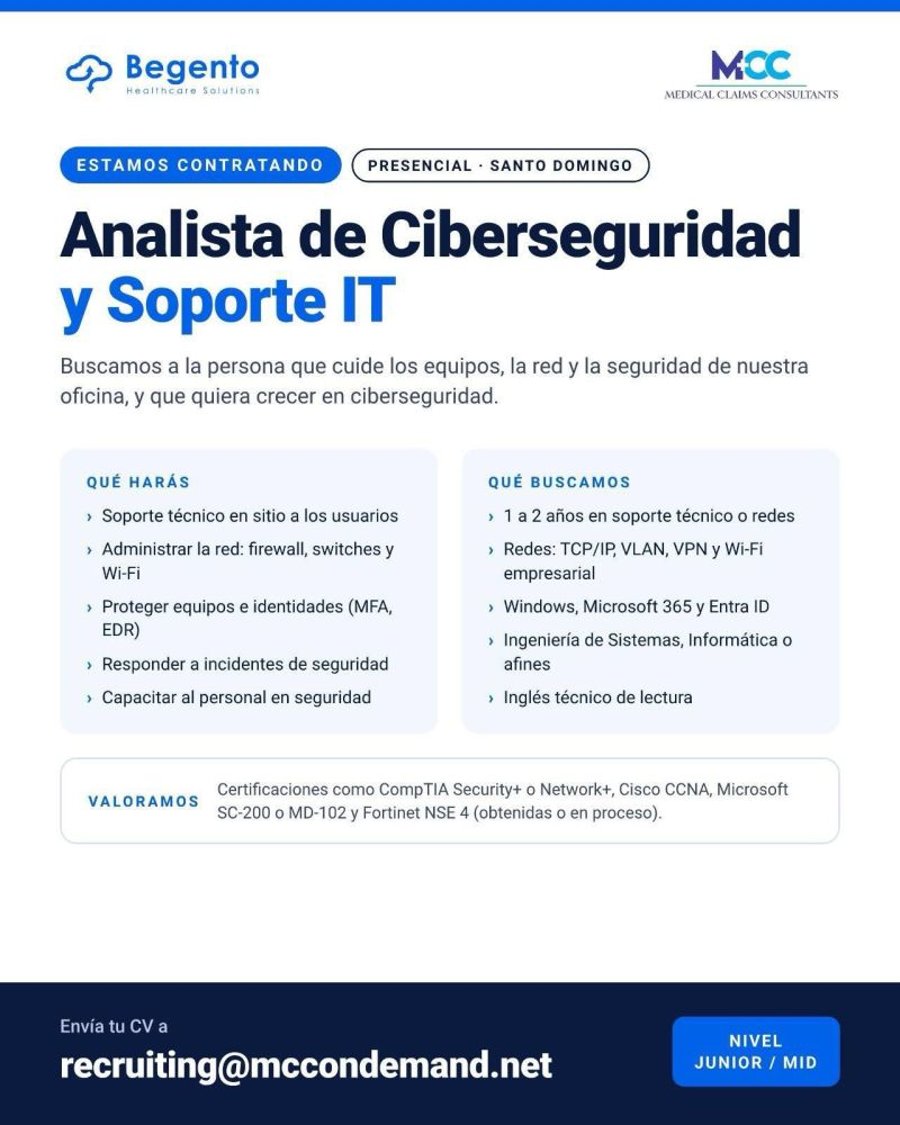 Begento
Healthcare Solutions
MCC
MEDICAL CLAIMS CONSULTANTS
ESTAMOS CONTRATANDO
PRESENCIAL · SANTO DOMINGO
Analista de Ciberseguridad
y Soporte IT
Buscamos a la persona que cuide los equipos, la red y la seguridad de nuestra
oficina, y que quiera crecer en ciberseguridad.
QUÉ HARÁS
› Soporte técnico en sitio a los usuarios
› Administrar la red: firewall, switches y
Wi-Fi
› Proteger equipos e identidades (MFA,
EDR)
› Responder a incidentes de seguridad
› Capacitar al personal en seguridad
QUÉ BUSCAMOS
› 1 a 2 años en soporte técnico o redes
› Redes: TCP/IP, VLAN, VPN y Wi-Fi
empresarial
› Windows, Microsoft 365 y Entra ID
› Ingeniería de Sistemas, Informática o
afines
› Inglés técnico de lectura
VALORAMOS
Certificaciones como CompTIA Security+ o Network+, Cisco CCNA, Microsoft
SC-200 o MD-102 y Fortinet NSE 4 (obtenidas o en proceso).
Envía tu CV a
recruiting@mccondemand.net
NIVEL
JUNIOR / MID